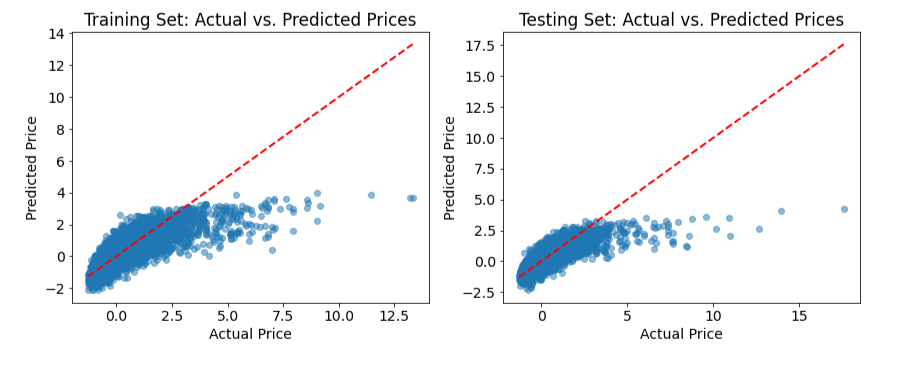 Training Set: Actual vs. Predicted Prices
14
12
10
8
6
4
2
0
−2
Predicted Price
0.0 2.5 5.0 7.5 10.0 12.5
Actual Price
Testing Set: Actual vs. Predicted Prices
17.5
15.0
12.5
10.0
7.5
5.0
2.5
0.0
−2.5
Predicted Price
0 5 10 15
Actual Price